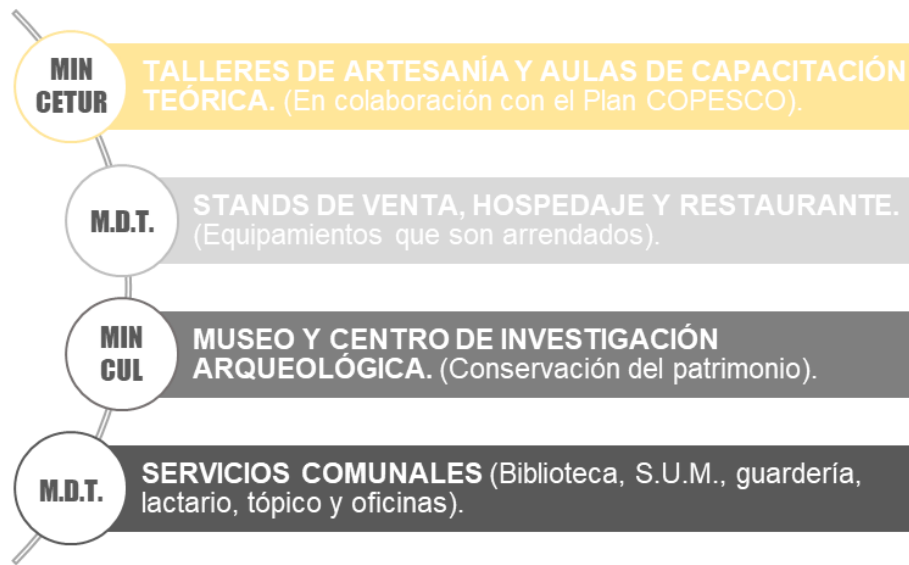 MIN
CETUR
TALLERES DE ARTESANÍA Y AULAS DE CAPACITACIÓN
TEÓRICA. (En colaboración con el Plan COPESCO).
M.D.T.
STANDS DE VENTA, HOSPEDAJE Y RESTAURANTE.
(Equipamientos que son arrendados).
MIN
CUL
MUSEO Y CENTRO DE INVESTIGACIÓN
ARQUEOLÓGICA. (Conservación del patrimonio).
M.D.T.
SERVICIOS COMUNALES (Biblioteca, S.U.M., guardería,
lactario, tópico y oficinas).